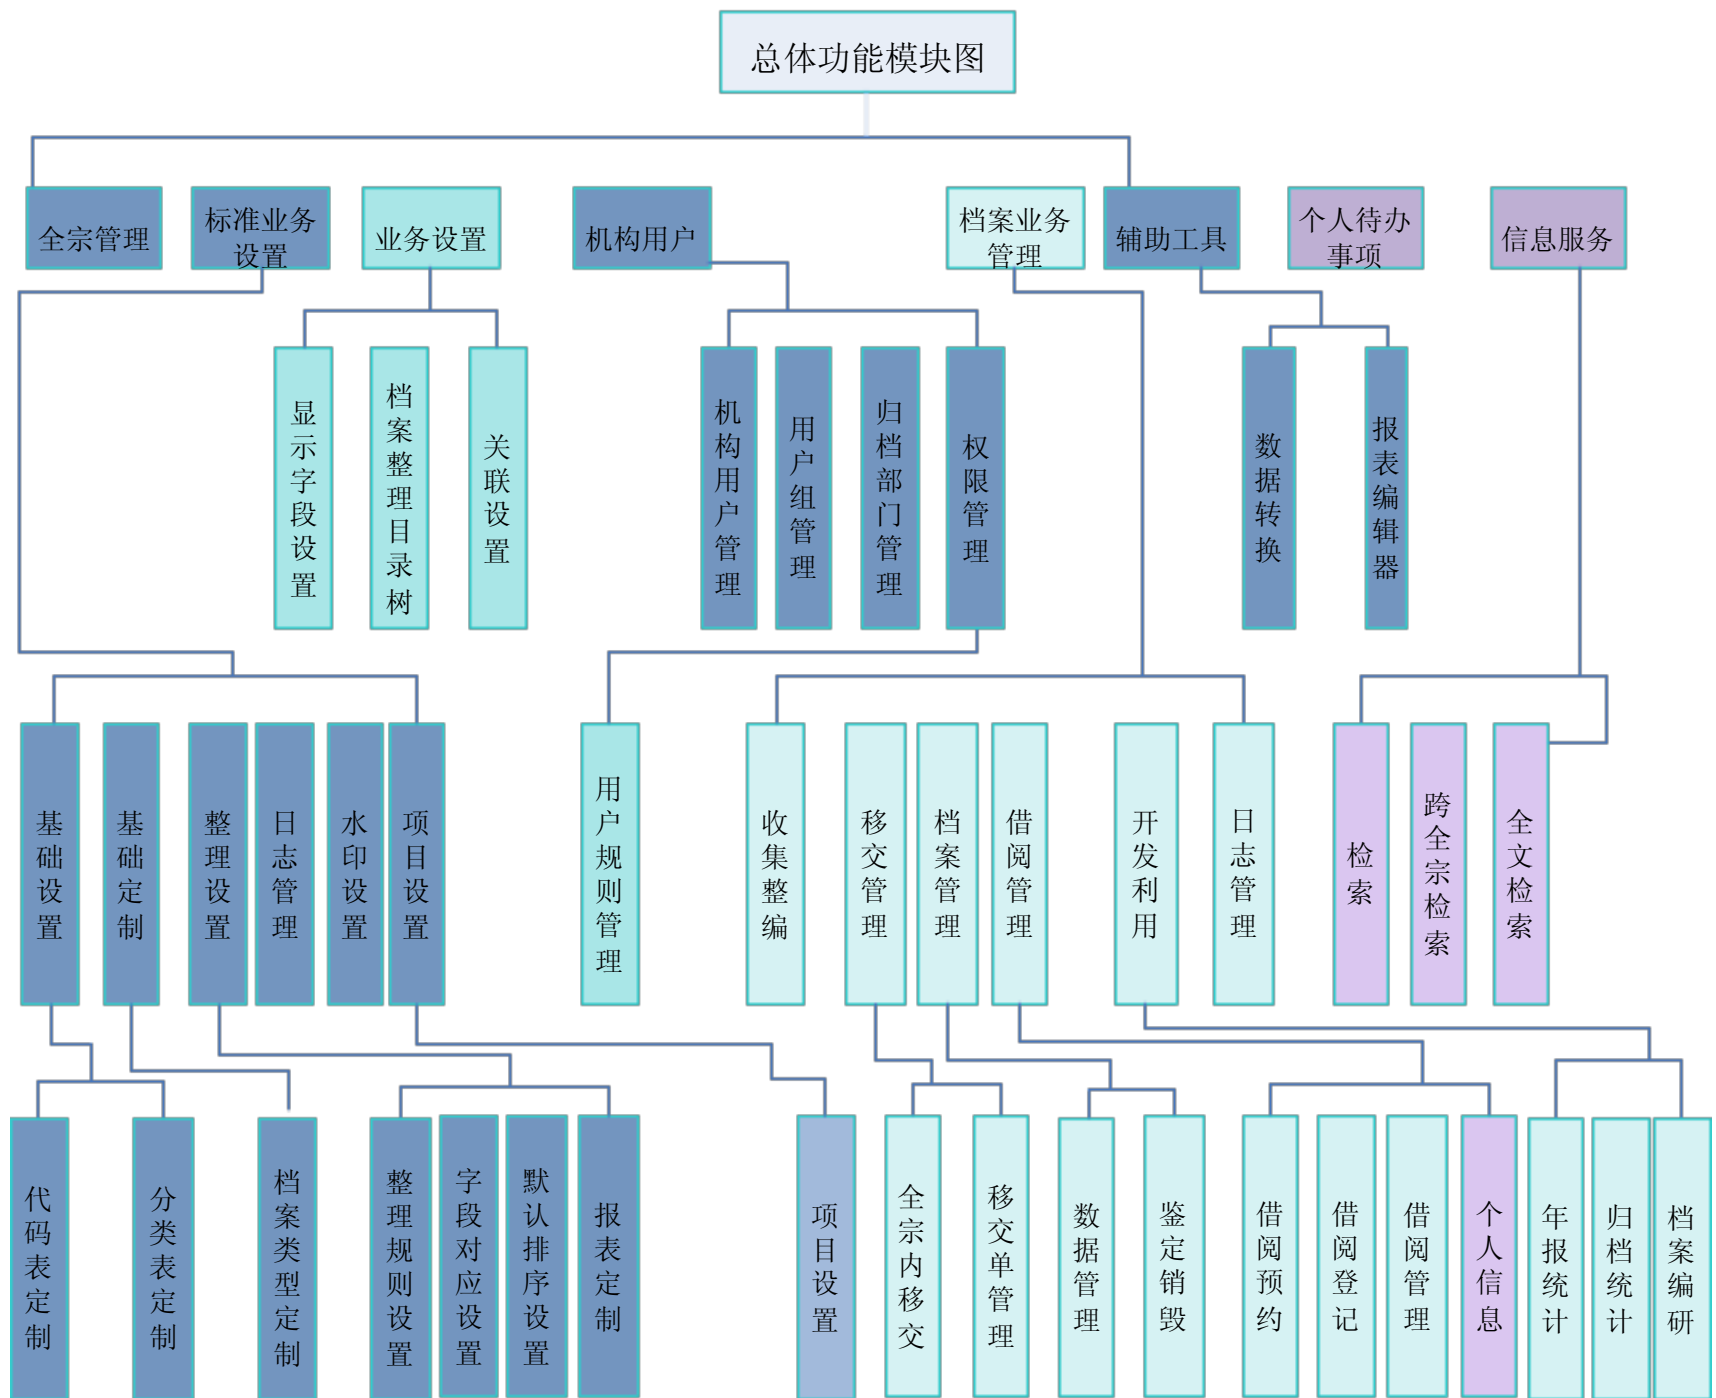 总体功能模块图
全宗管理
标准业务
设置
业务设置
机构用户
档案业务
管理
辅助工具
个人待办
事项
信息服务
显示字段设置
档案整理目录树
关联设置
机构用户管理
用户组管理
归档部门管理
权限管理
数据转换
报表编辑器
基础设置
基础定制
整理设置
日志管理
水印设置
项目设置
用户规则管理
收集整编
移交管理
档案管理
借阅管理
开发利用
日志管理
检索
跨全宗检索
全文检索
代码表定制
分类表定制
档案类型定制
整理规则设置
字段对应设置
默认排序设置
报表定制
项目设置
全宗内移交
移交单管理
数据管理
鉴定销毁
借阅预约
借阅登记
借阅管理
个人信息
年报统计
归档统计
档案编研